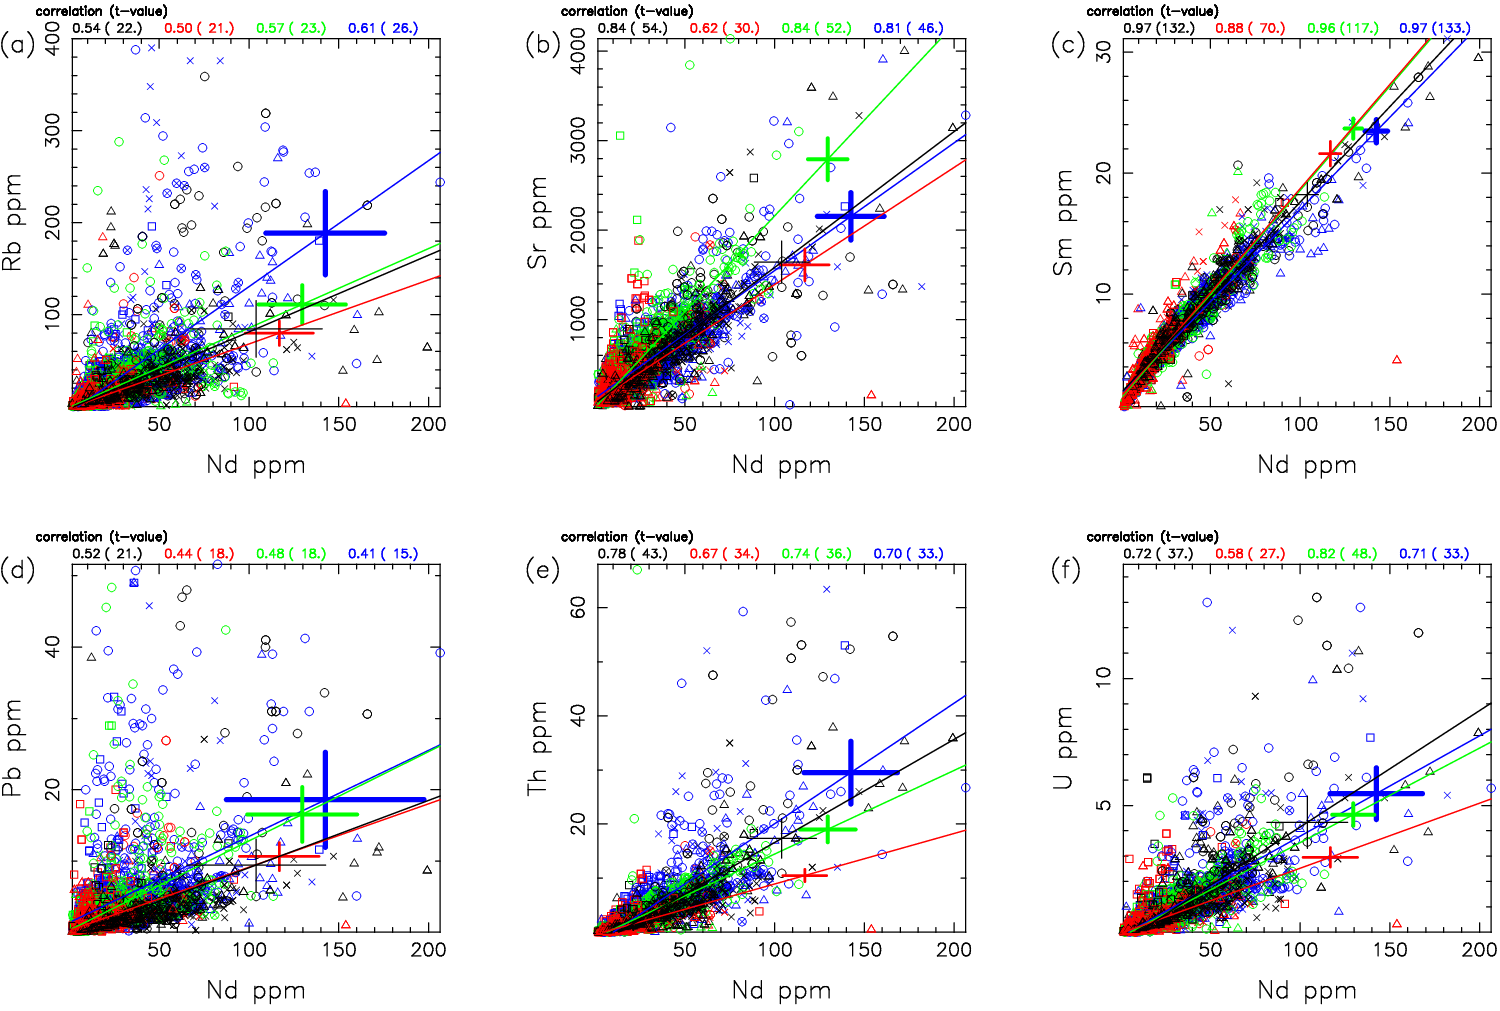 correlation (t-value)
0.54 ( 22.) 0.50 ( 21.) 0.57 ( 23.) 0.61 ( 26.)
(a)
400
300
200
100
Rb ppm
50 100 150 200
Nd ppm
correlation (t-value)
0.84 ( 54.) 0.62 ( 30.) 0.84 ( 52.) 0.81 ( 46.)
(b)
4000
3000
2000
1000
Sr ppm
50 100 150 200
Nd ppm
correlation (t-value)
0.97 (132.) 0.88 ( 70.) 0.96 (117.) 0.97 (133.)
(c)
30
20
10
Sm ppm
50 100 150 200
Nd ppm
correlation (t-value)
0.52 ( 21.) 0.44 ( 18.) 0.48 ( 18.) 0.41 ( 15.)
(d)
40
20
Pb ppm
50 100 150 200
Nd ppm
correlation (t-value)
0.78 ( 43.) 0.67 ( 34.) 0.74 ( 36.) 0.70 ( 33.)
(e)
60
40
20
Th ppm
50 100 150 200
Nd ppm
correlation (t-value)
0.72 ( 37.) 0.58 ( 27.) 0.82 ( 48.) 0.71 ( 33.)
(f)
10
5
U ppm
50 100 150 200
Nd ppm